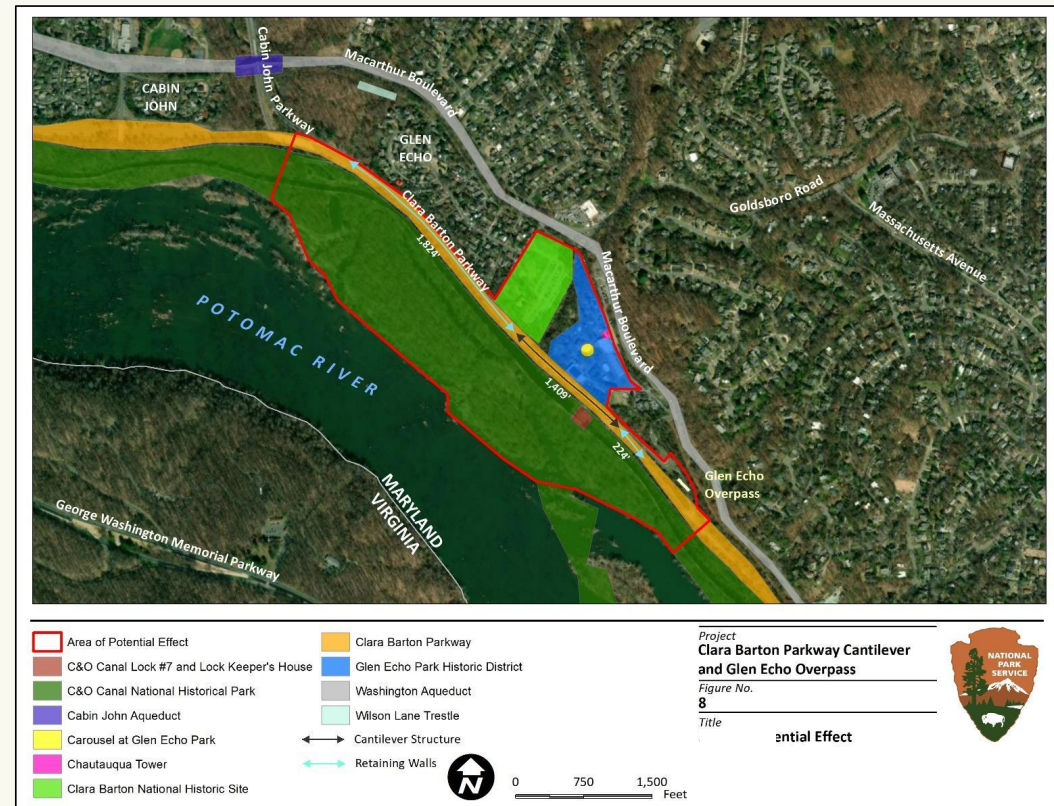 Cabin John Parkway
Macarthur Boulevard
CABIN
JOHN
GLEN
ECHO
Clara Barton Parkway
1,824'
Goldsboro Road
Massachusetts Avenue
Macarthur Boulevard
POTOMAC RIVER
1,409'
224'
Glen Echo
Overpass
MARYLAND
VIRGINIA
George Washington Memorial Parkway
Area of Potential Effect
C&O Canal Lock #7 and Lock Keeper's House
C&O Canal National Historical Park
Cabin John Aqueduct
Carousel at Glen Echo Park
Chautauqua Tower
Clara Barton National Historic Site
Clara Barton Parkway
Glen Echo Park Historic District
Washington Aqueduct
Wilson Lane Trestle
Cantilever Structure
Retaining Walls
N
0 750 1,500
Feet
Project
Clara Barton Parkway Cantilever
and Glen Echo Overpass
Figure No.
8
Title
ential Effect
NATIONAL
PARK
SERVICE